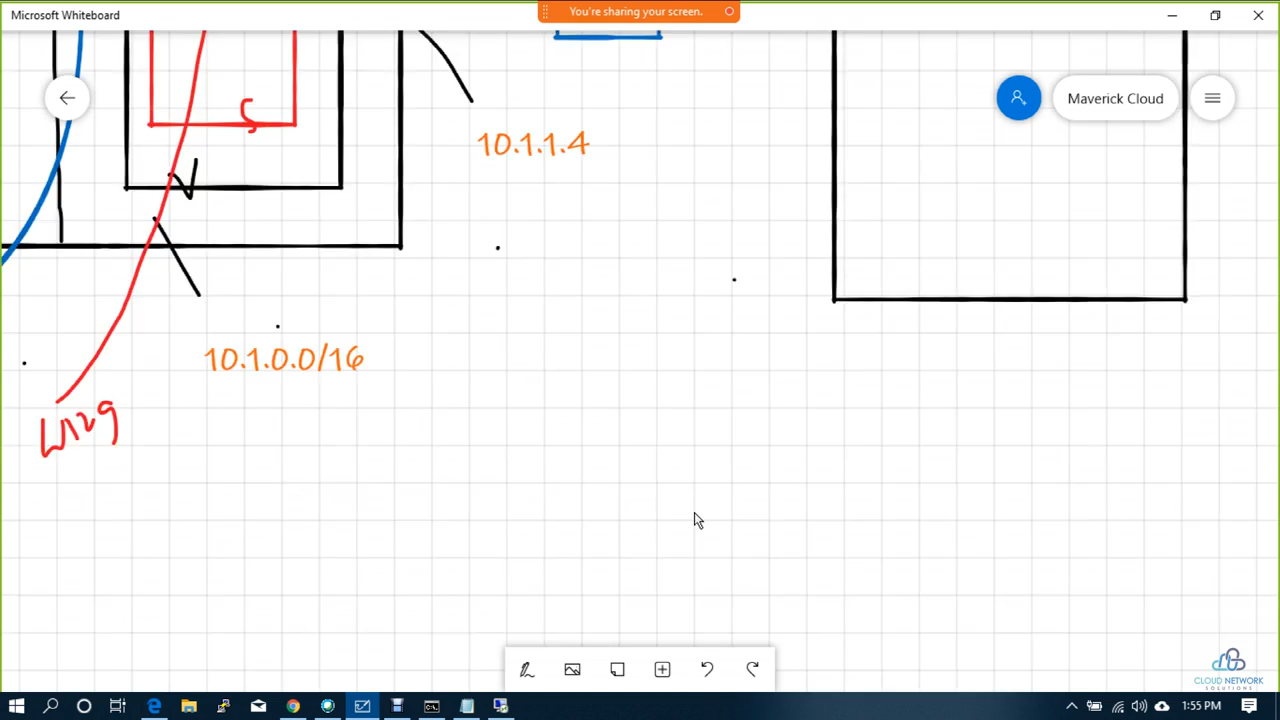 Microsoft Whiteboard
You're sharing your screen.
Maverick Cloud
S
10.1.1.4
V
10.1.0.0/16
CLOUD NETWORK
SOLUTIONS
1:55 PM